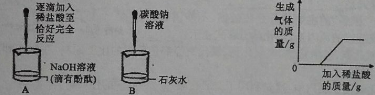 逐滴加入
稀盐酸至
恰好完全
反应
NaOH溶液
(滴有酚酞)
A
碳酸钠
溶液
石灰水
B
生成
气体
的质
量/g
0
加入稀盐酸
的质量/g